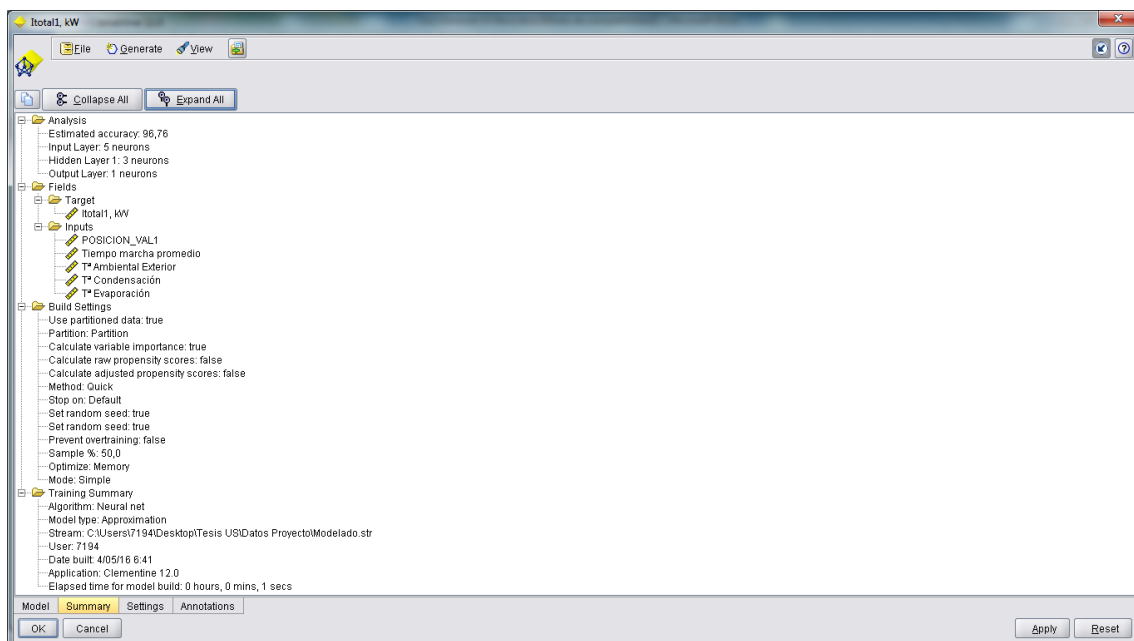 Itotal1, kW
File Generate View
Collapse All Expand All
Analysis
Estimated accuracy: 96,76
Input Layer: 5 neurons
Hidden Layer 1: 3 neurons
Output Layer: 1 neurons
Fields
Target
Itotal1, kW
Inputs
POSICION_VAL1
Tiempo marcha promedio
Tª Ambiental Exterior
Tª Condensación
Tª Evaporación
Build Settings
Use partitioned data: true
Partition: Partition
Calculate variable importance: true
Calculate raw propensity scores: false
Calculate adjusted propensity scores: false
Method: Quick
Stop on: Default
Set random seed: true
Set random seed: true
Prevent overtraining: false
Sample %: 50,0
Optimize: Memory
Mode: Simple
Training Summary
Algorithm: Neural net
Model type: Approximation
Stream: C:\Users\7194\Desktop\Tesis US\Datos Proyecto\Modelado.str
User: 7194
Date built: 4/05/16 6:41
Application: Clementine 12.0
Elapsed time for model build: 0 hours, 0 mins, 1 secs
Model Summary Settings Annotations
OK Cancel Apply Reset